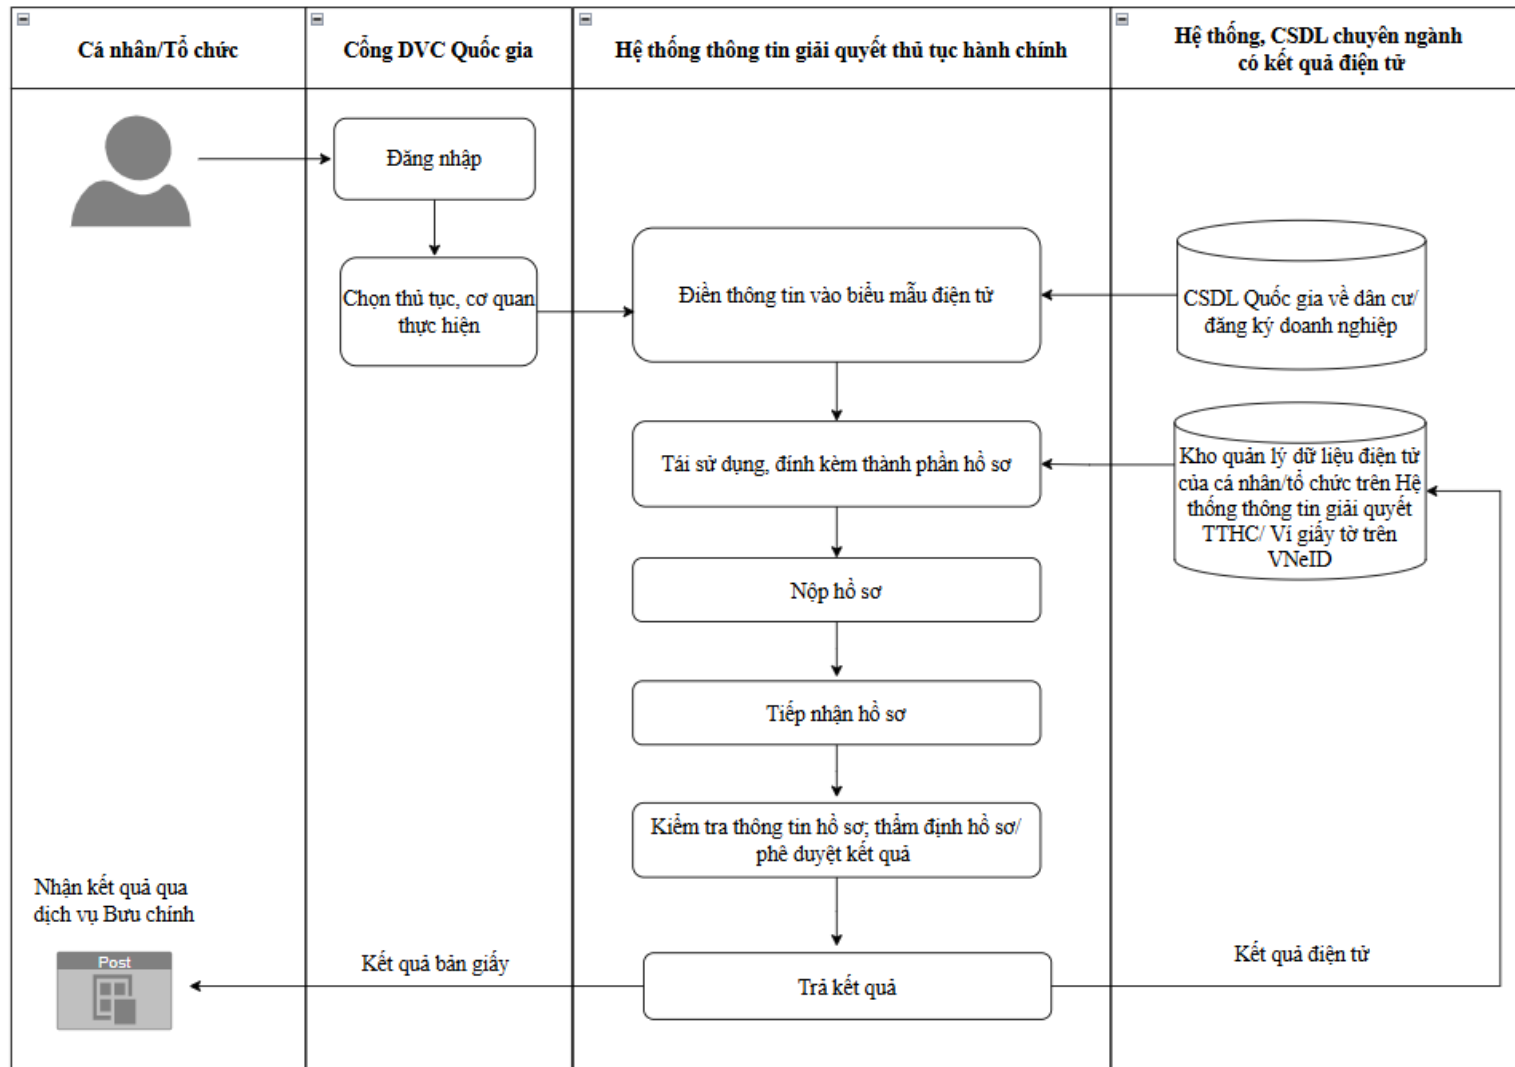 Cá nhân/Tổ chức
Cổng DVC Quốc gia
Hệ thống thông tin giải quyết thủ tục hành chính
Hệ thống, CSDL chuyên ngành
có kết quả điện tử
Đăng nhập
Chọn thủ tục, cơ quan
thực hiện
Điền thông tin vào biểu mẫu điện tử
CSDL Quốc gia về dân cư/
đăng ký doanh nghiệp
Tái sử dụng, đính kèm thành phần hồ sơ
Kho quản lý dữ liệu điện tử
của cá nhân/tổ chức trên Hệ
thống thông tin giải quyết
TTHC/ Ví giấy tờ trên
VNeID
Nộp hồ sơ
Tiếp nhận hồ sơ
Kiểm tra thông tin hồ sơ; thẩm định hồ sơ/
phê duyệt kết quả
Nhận kết quả qua
dịch vụ Bưu chính
Post
Kết quả bản giấy
Trả kết quả
Kết quả điện tử